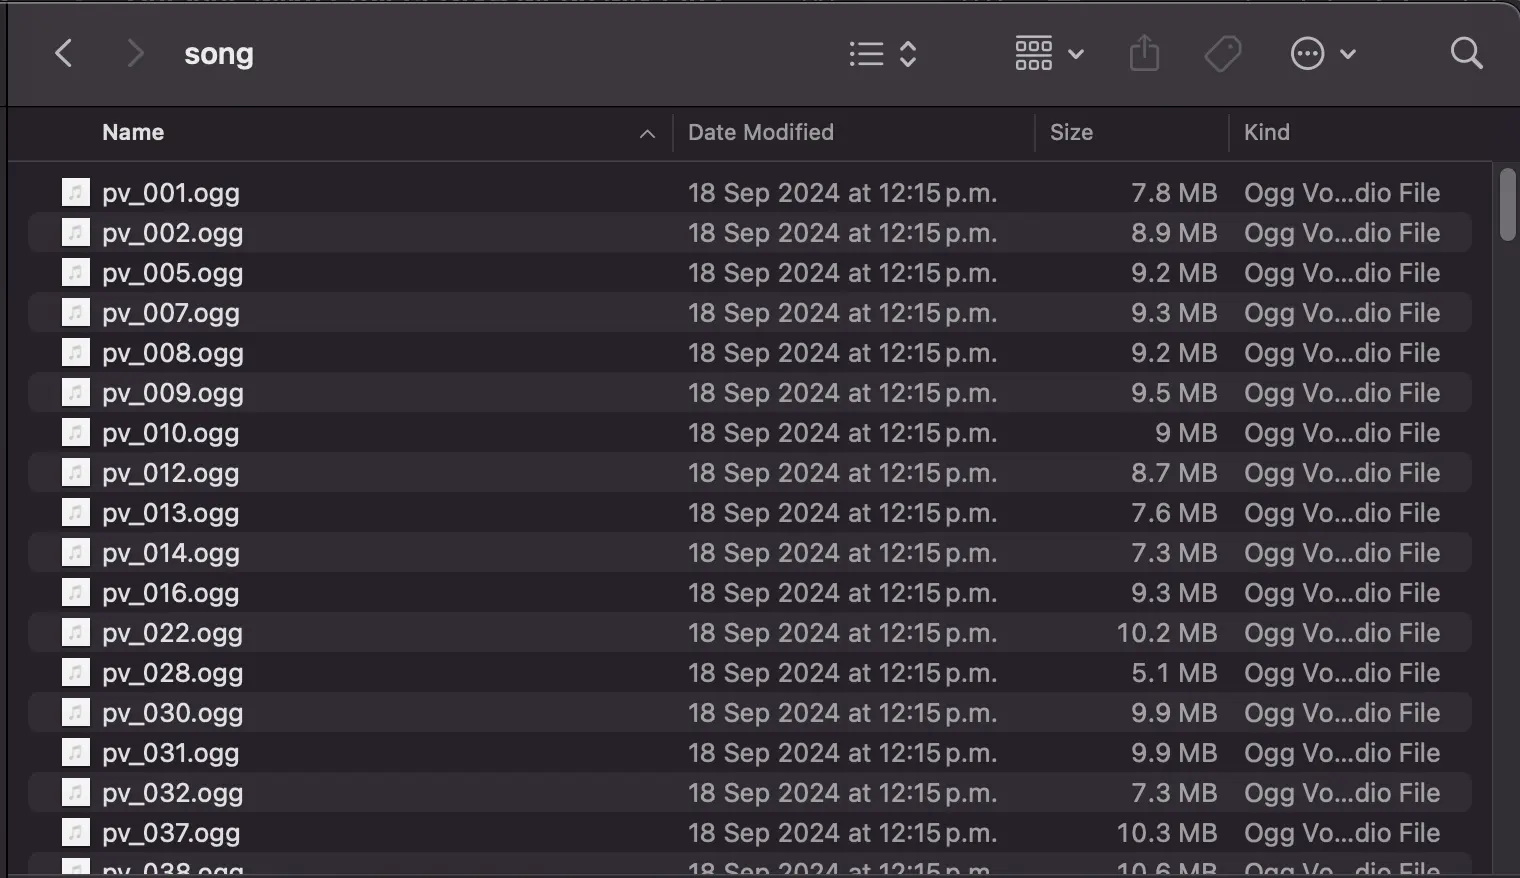 song
Name Date Modified Size Kind
pv_001.ogg 18 Sep 2024 at 12:15 p.m. 7.8 MB Ogg Vo...dio File
pv_002.ogg 18 Sep 2024 at 12:15 p.m. 8.9 MB Ogg Vo...dio File
pv_005.ogg 18 Sep 2024 at 12:15 p.m. 9.2 MB Ogg Vo...dio File
pv_007.ogg 18 Sep 2024 at 12:15 p.m. 9.3 MB Ogg Vo...dio File
pv_008.ogg 18 Sep 2024 at 12:15 p.m. 9.2 MB Ogg Vo...dio File
pv_009.ogg 18 Sep 2024 at 12:15 p.m. 9.5 MB Ogg Vo...dio File
pv_010.ogg 18 Sep 2024 at 12:15 p.m. 9 MB Ogg Vo...dio File
pv_012.ogg 18 Sep 2024 at 12:15 p.m. 8.7 MB Ogg Vo...dio File
pv_013.ogg 18 Sep 2024 at 12:15 p.m. 7.6 MB Ogg Vo...dio File
pv_014.ogg 18 Sep 2024 at 12:15 p.m. 7.3 MB Ogg Vo...dio File
pv_016.ogg 18 Sep 2024 at 12:15 p.m. 9.3 MB Ogg Vo...dio File
pv_022.ogg 18 Sep 2024 at 12:15 p.m. 10.2 MB Ogg Vo...dio File
pv_028.ogg 18 Sep 2024 at 12:15 p.m. 5.1 MB Ogg Vo...dio File
pv_030.ogg 18 Sep 2024 at 12:15 p.m. 9.9 MB Ogg Vo...dio File
pv_031.ogg 18 Sep 2024 at 12:15 p.m. 9.9 MB Ogg Vo...dio File
pv_032.ogg 18 Sep 2024 at 12:15 p.m. 7.3 MB Ogg Vo...dio File
pv_037.ogg 18 Sep 2024 at 12:15 p.m. 10.3 MB Ogg Vo...dio File
pv_038.ogg 18 Sep 2024 at 12:15 p.m. 10.6 MB Ogg Vo...dio File